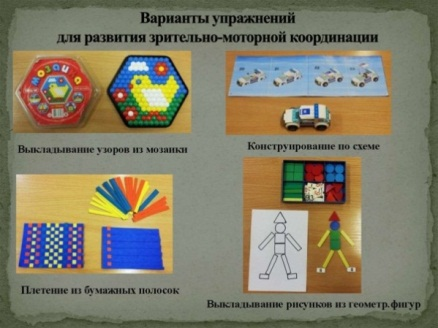 Варианты упражнений
для развития зрительно-моторной координации
МОЗАИКА
Выкладывание узоров из мозаики
Конструирование по схеме
Плетение из бумажных полосок
Выкладывание рисунков из геометр.фигур